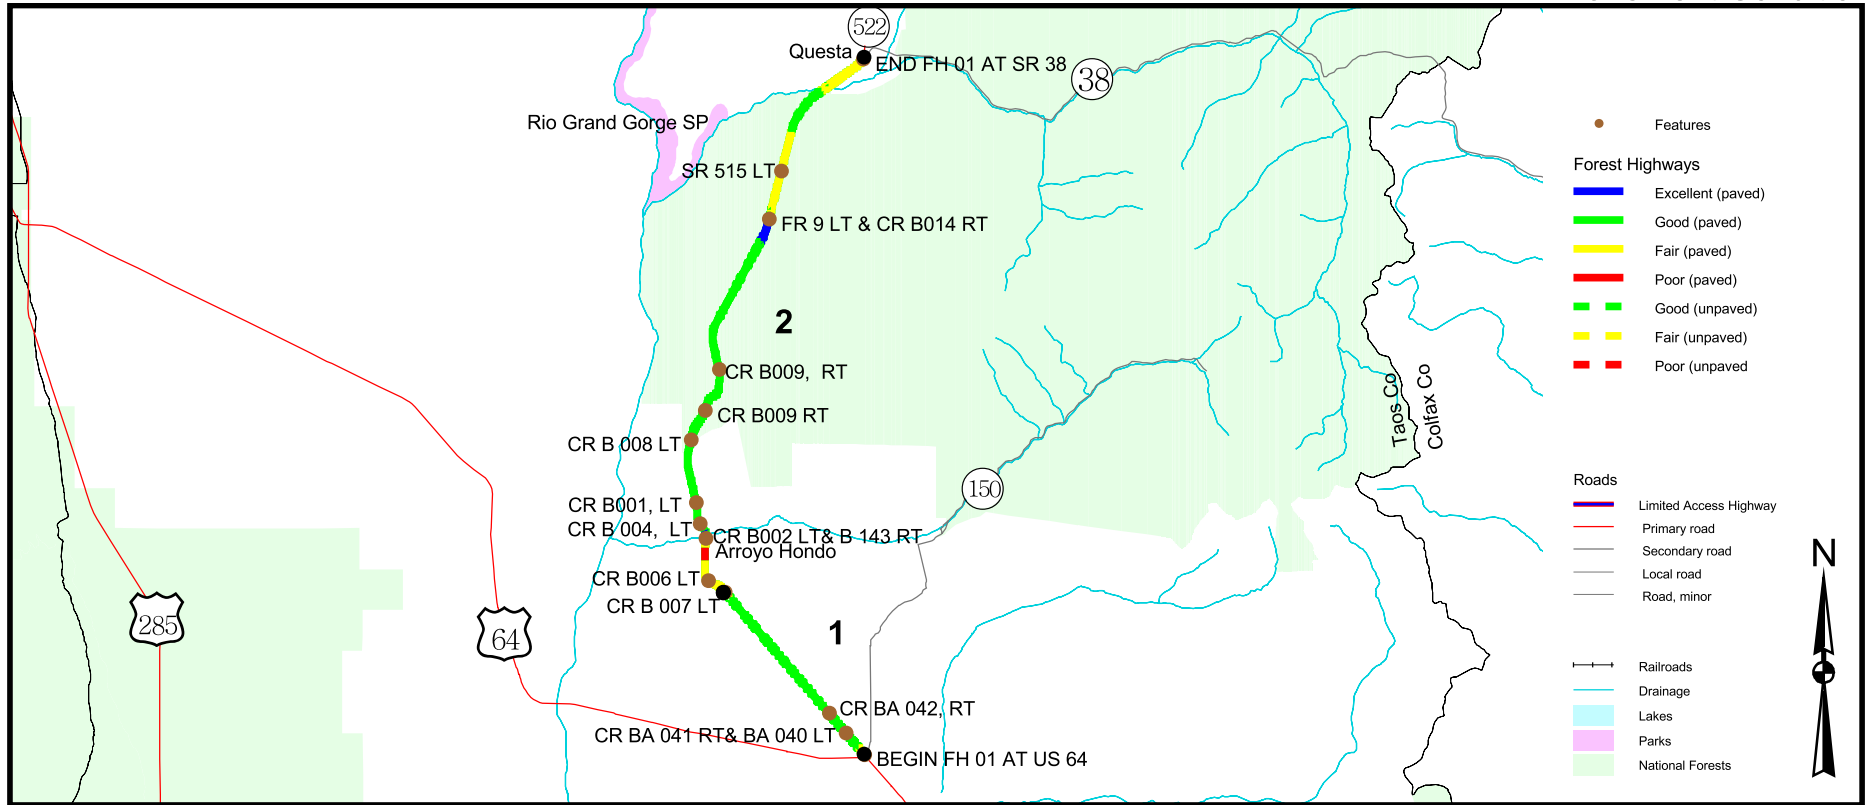 522
Questa
END FH 01 AT SR 38
38
Rio Grand Gorge SP
SR 515 LT
FR 9 LT & CR B014 RT
2
CR B009, RT
CR B009 RT
CR B 008 LT
150
CR B001, LT
CR B 004, LT
CR B002 LT& B 143 RT
Arroyo Hondo
CR B006 LT
CR B 007 LT
285
64
1
CR BA 042, RT
CR BA 041 RT& BA 040 LT
BEGIN FH 01 AT US 64
Taos Co
Colfax Co
Features
Forest Highways
Excellent (paved)
Good (paved)
Fair (paved)
Poor (paved)
Good (unpaved)
Fair (unpaved)
Poor (unpaved
Roads
Limited Access Highway
Primary road
Secondary road
Local road
Road, minor
Railroads
Drainage
Lakes
Parks
National Forests
N